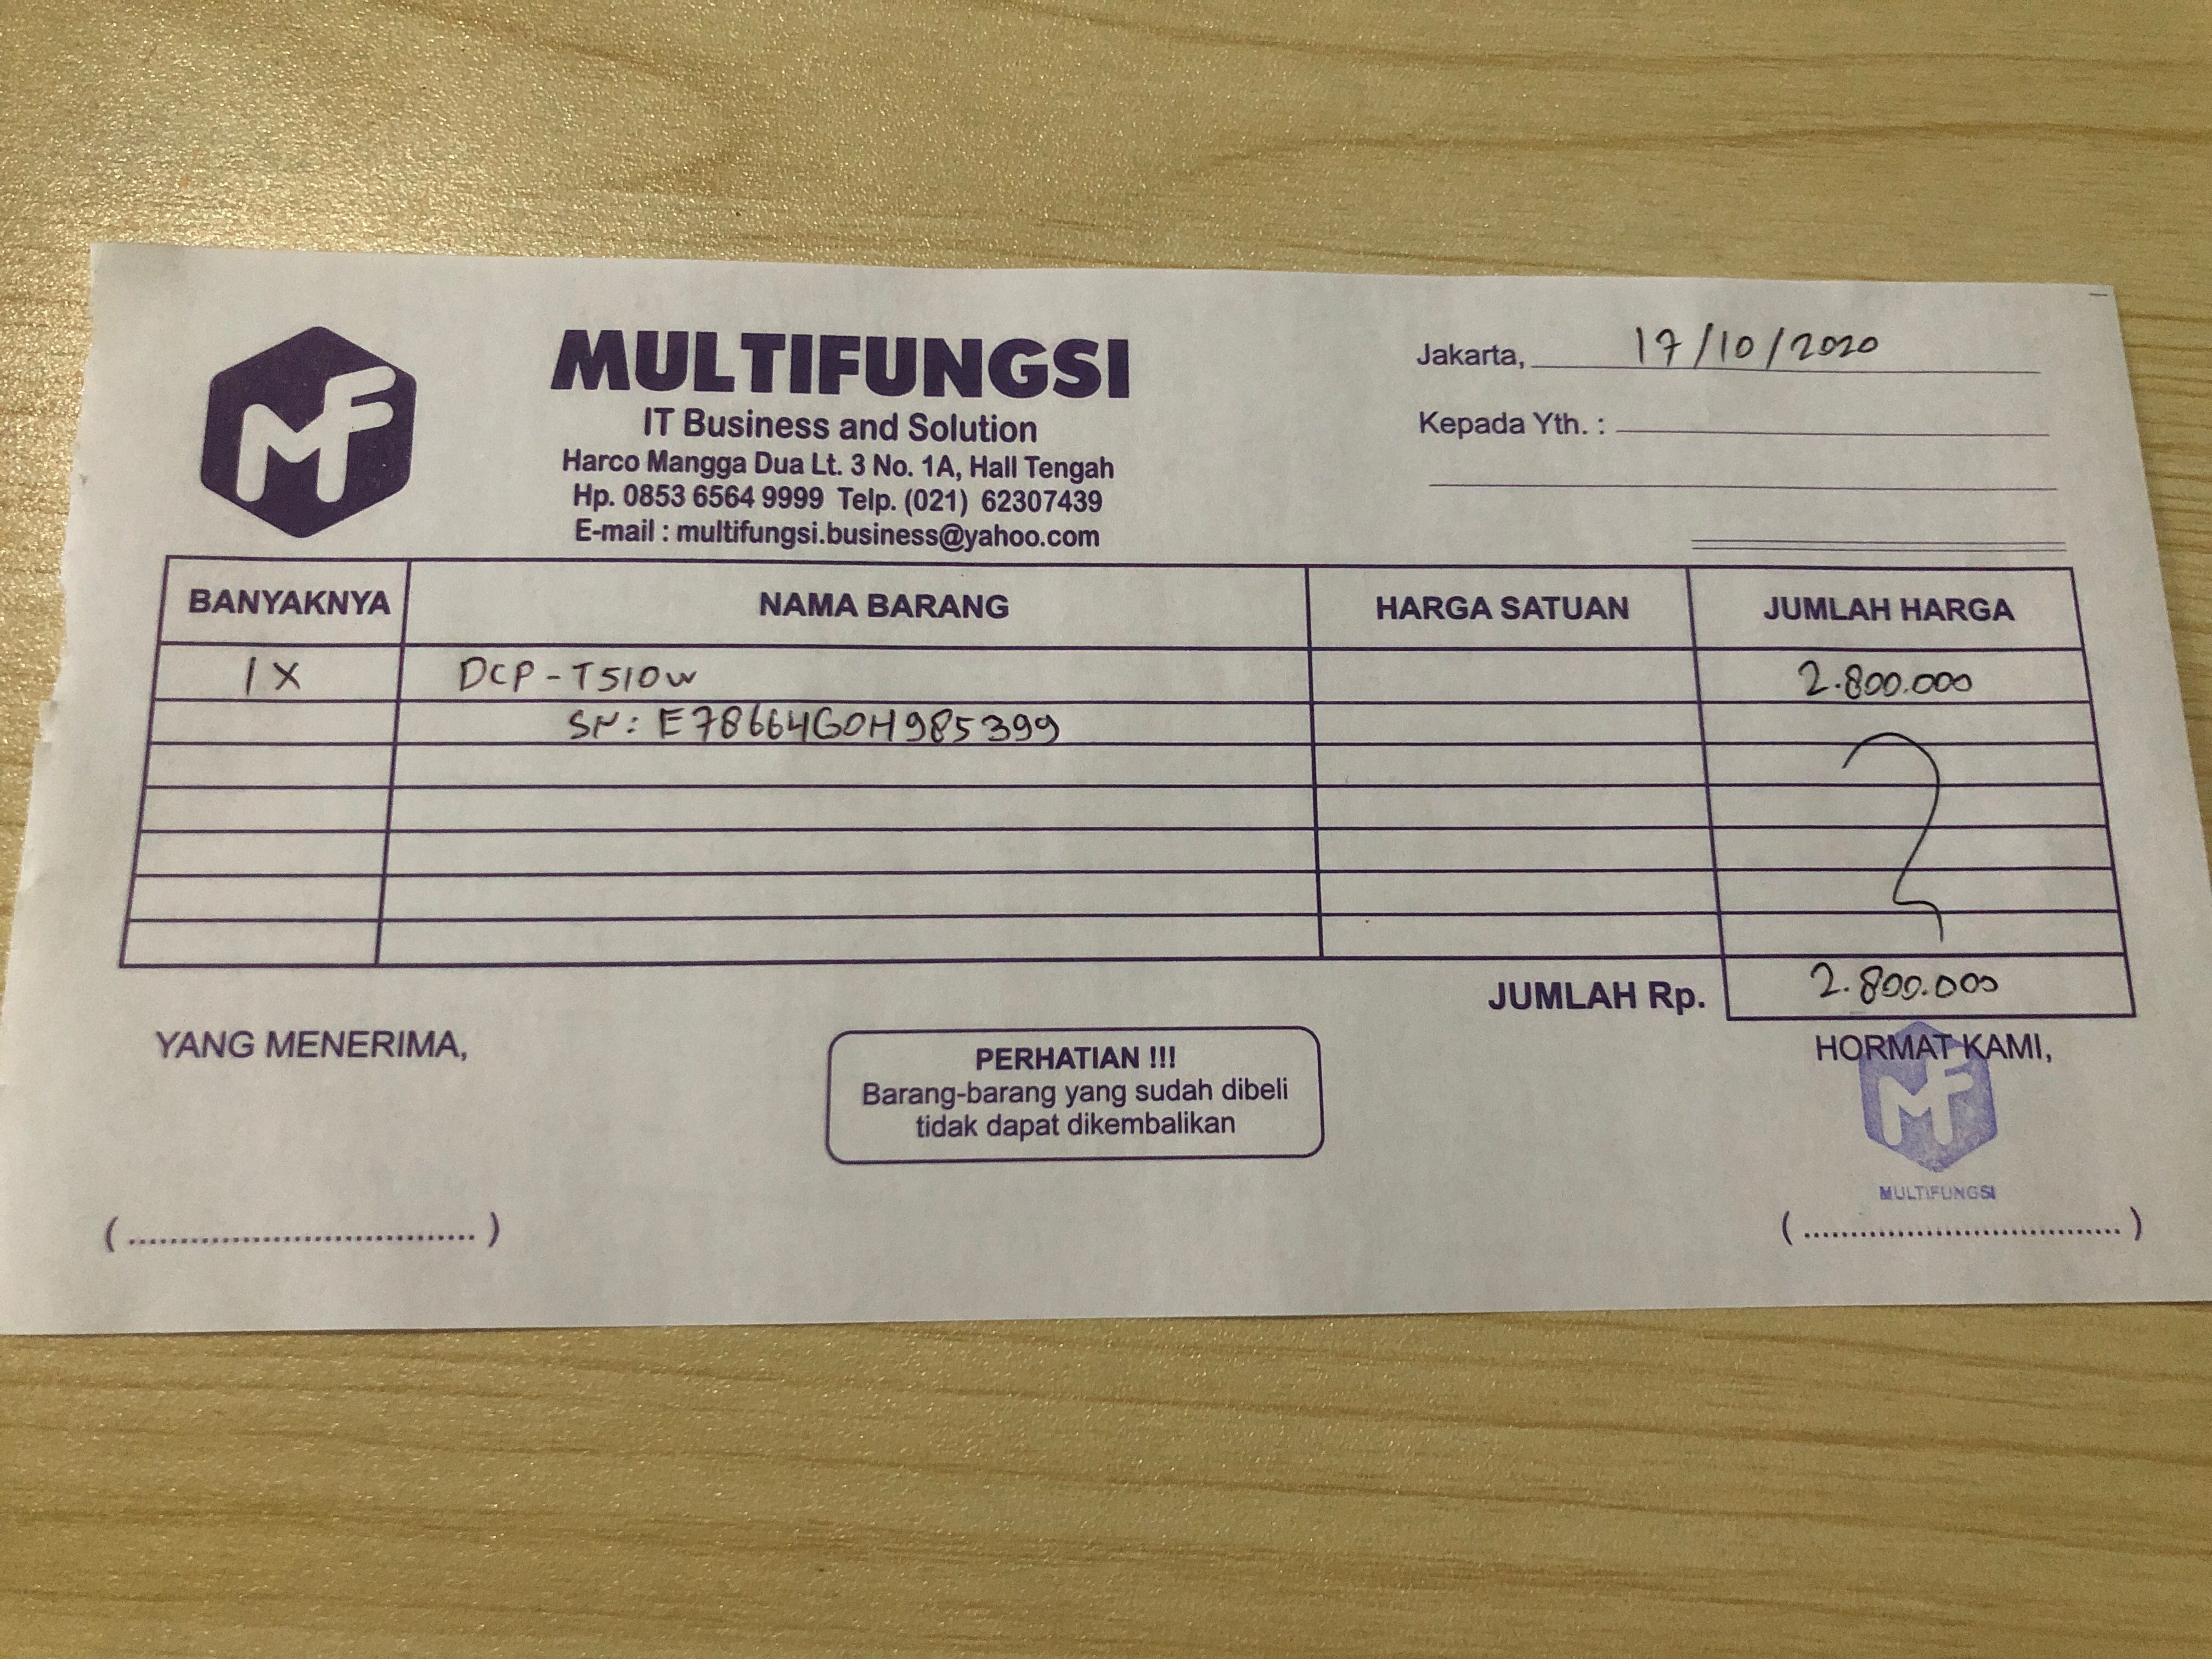 MF
MULTIFUNGSI
IT Business and Solution
Harco Mangga Dua Lt. 3 No. 1A, Hall Tengah
Hp. 0853 6564 9999 Telp. (021) 62307439
E-mail : multifungsi.business@yahoo.com
Jakarta, 17/10/2020
Kepada Yth. :
BANYAKNYA NAMA BARANG HARGA SATUAN JUMLAH HARGA
1X DCP-T510W 2.800.000
SN: E78664G0H985399
JUMLAH Rp. 2.800.000
YANG MENERIMA,
PERHATIAN !!!
Barang-barang yang sudah dibeli
tidak dapat dikembalikan
HORMAT KAMI,
MF
MULTIFUNGSI
(....................................) (....................................)